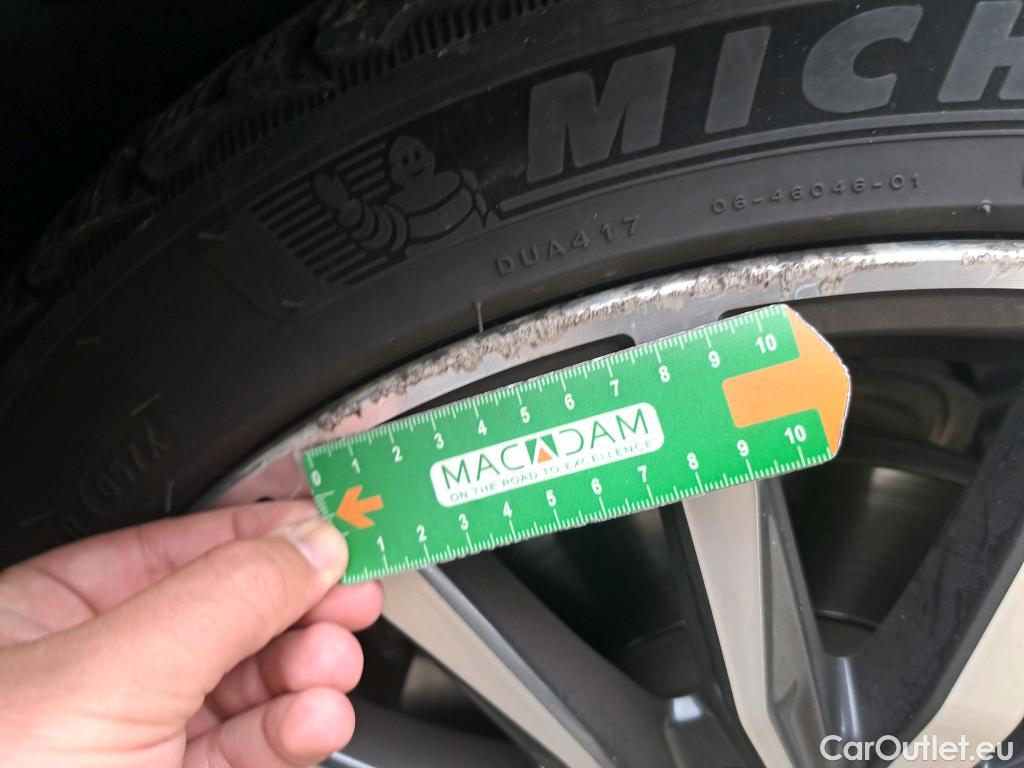 MICH
DUA417
06-46046-01
057X
0 1 2 3 4 5 6 7 8 9 10
MACADAM
ON THE ROAD TO EXCELLENCE
1 2 3 4 5 6 7 8 9 10
CarOutlet.eu